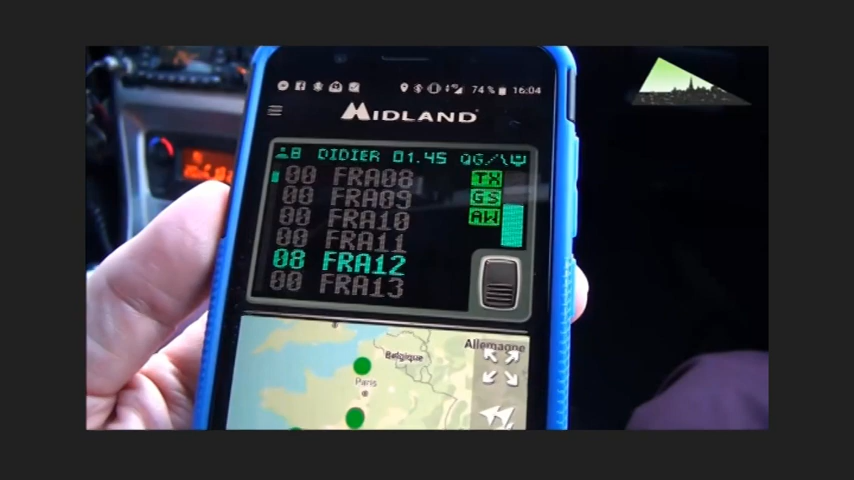 74 % 16:04
MIDLAND
8 DIDIER 01.45 QG/\
00 FRA08 TX
00 FRA09 GS
00 FRA10 AW
00 FRA11
08 FRA12
00 FRA13
Allemagne
Belgique
Paris